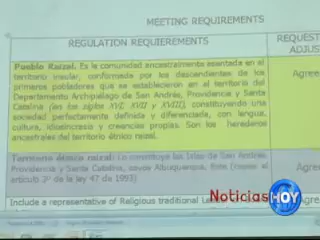 MEETING REQUIREMENTS
REGULATION REQUIEREMENTS
REQUEST
ADJUS
Pueblo Raizal. Es la comunidad ancestralmente asentada en el
territorio insular, conformada por los descendientes de los
primeros pobladores que se establecieron en el territorio del
Departamento Archipiélago de San Andrés, Providencia y Santa
Catalina (en los siglos XVI, XVII y XVIII), constituyendo una
sociedad perfectamente definida y diferenciada, con lengua,
cultura, idiosincrasia y creencias propias. Son los herederos
ancestrales del territorio étnico raizal.
Agree
Territorio étnico raizal: Lo constituye las Islas de San Andrés,
Providencia y Santa Catalina, cayos Albuquerque, Este
articulo 3º de la ley 47 de 1993)
Agre
Include a representative of Religious traditional
Agre
Noticias HOY